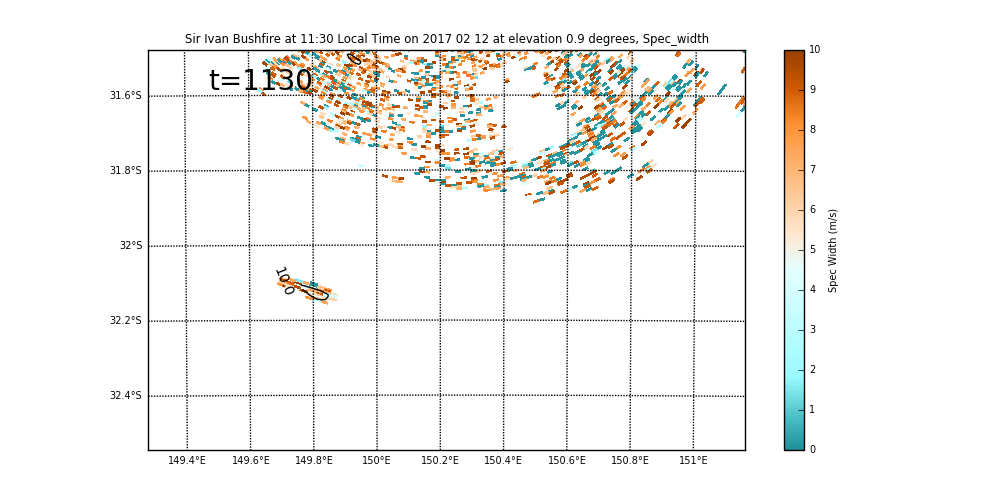 Sir Ivan Bushfire at 11:30 Local Time on 2017 02 12 at elevation 0.9 degrees, Spec_width
t=1130
31.6°S
31.8°S
32°S
32.2°S
32.4°S
10.0
149.4°E 149.6°E 149.8°E 150°E 150.2°E 150.4°E 150.6°E 150.8°E 151°E
10
9
8
7
6
5
4
3
2
1
0
Spec Width (m/s)